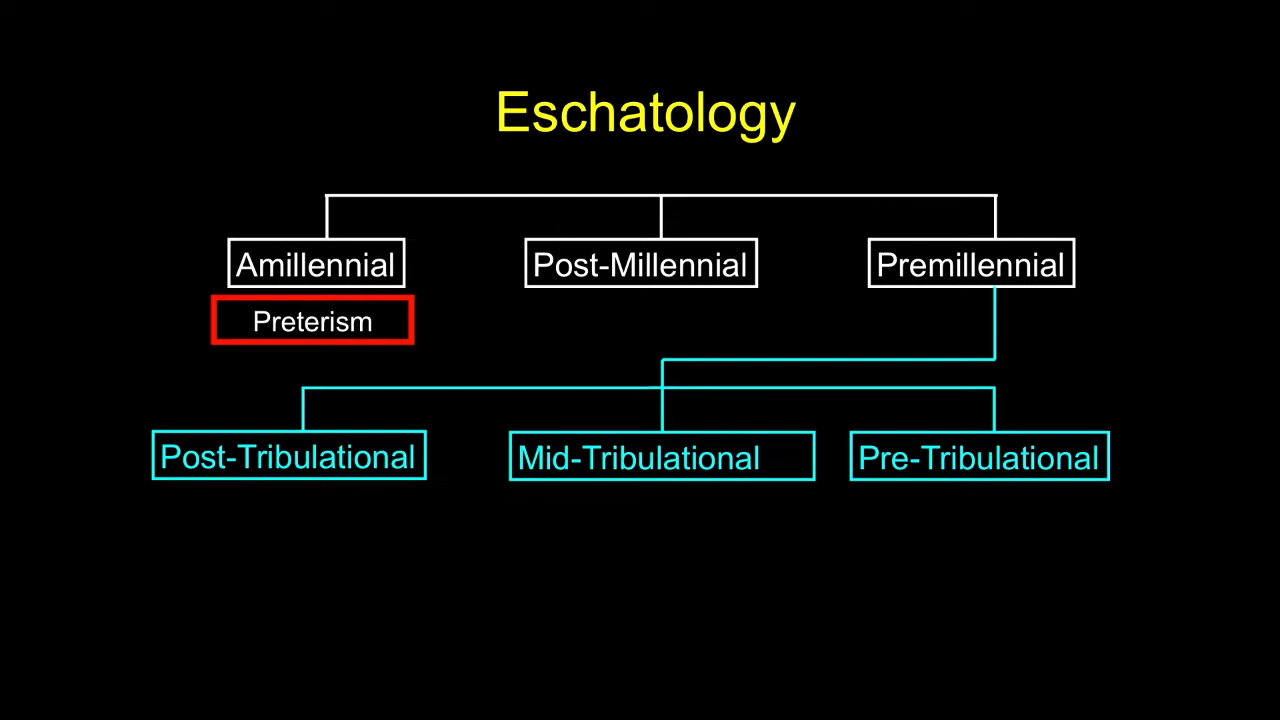 Eschatology
Amillennial
Post-Millennial
Premillennial
Preterism
Post-Tribulational
Mid-Tribulational
Pre-Tribulational